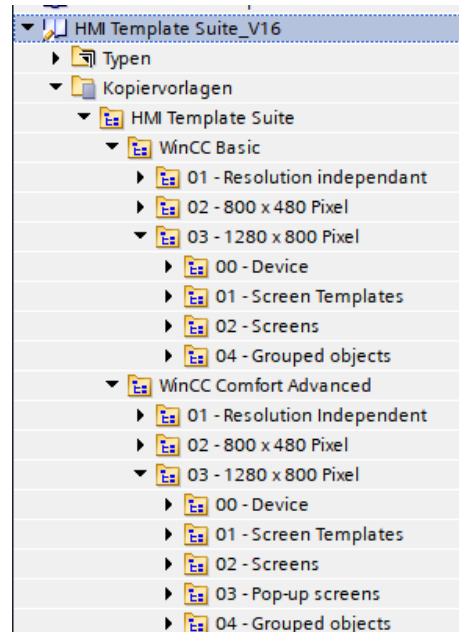 HMI Template Suite_V16
Typen
Kopiervorlagen
HMI Template Suite
WinCC Basic
01 - Resolution independant
02 - 800 x 480 Pixel
03 - 1280 x 800 Pixel
00 - Device
01 - Screen Templates
02 - Screens
04 - Grouped objects
WinCC Comfort Advanced
01 - Resolution Independent
02 - 800 x 480 Pixel
03 - 1280 x 800 Pixel
00 - Device
01 - Screen Templates
02 - Screens
03 - Pop-up screens
04 - Grouped objects